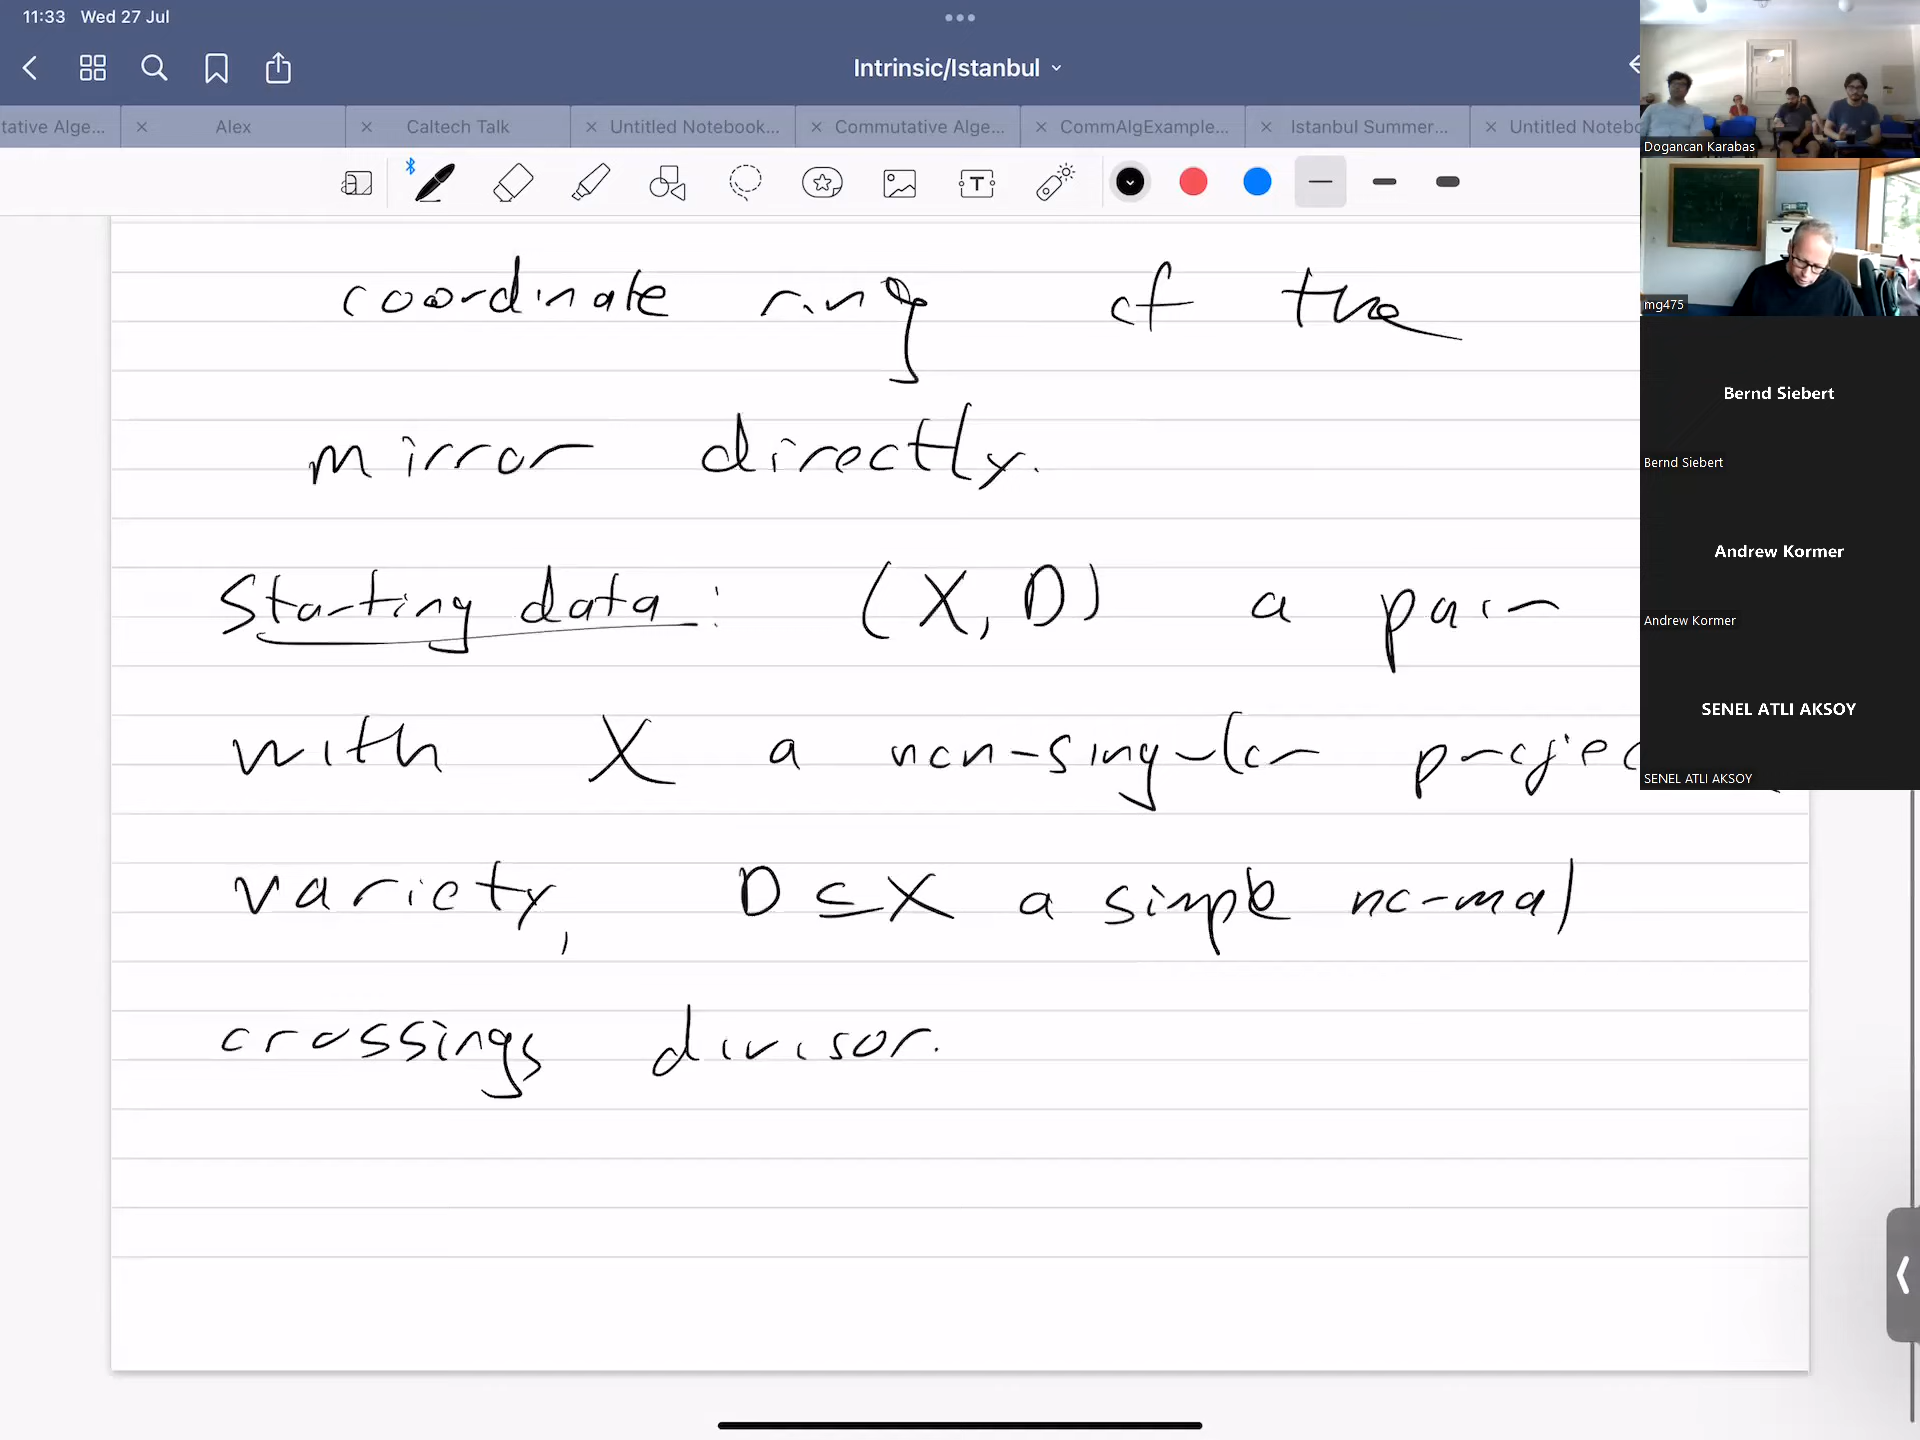 11:33 Wed 27 Jul
Intrinsic/Istanbul
tative Alge...
Alex
Caltech Talk
Untitled Notebook...
Commutative Alge...
CommAlgExample...
Istanbul Summer...
Untitled Notebo
Dogancan Karabas
mg475
Bernd Siebert
Bernd Siebert
Andrew Kormer
Andrew Kormer
SENEL ATLI AKSOY
SENEL ATLI AKSOY
coordinate ring of the
mirror directly.
Starting data: (X, D) a pair
with X a non-singular projec
variety, D ⊆ X a simple normal
crossings divisor.